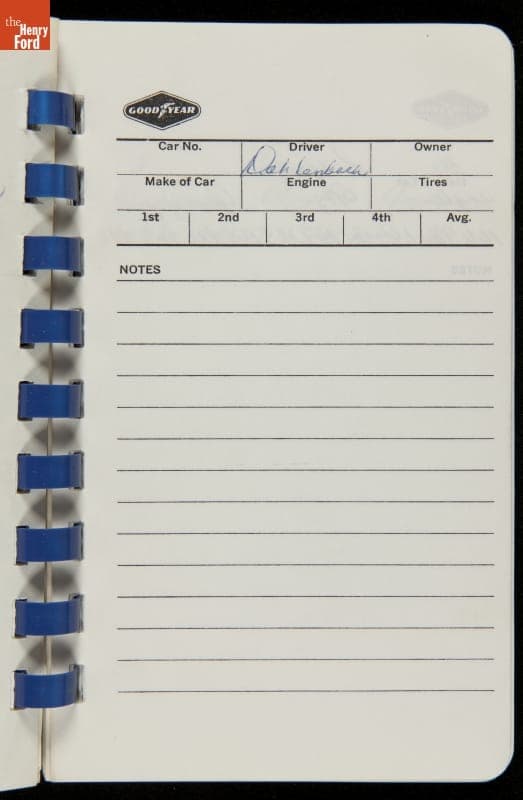 the
Henry
Ford
GOODYEAR
Car No. Driver Owner
Dahlenbach
Make of Car Engine Tires
1st 2nd 3rd 4th Avg.
NOTES